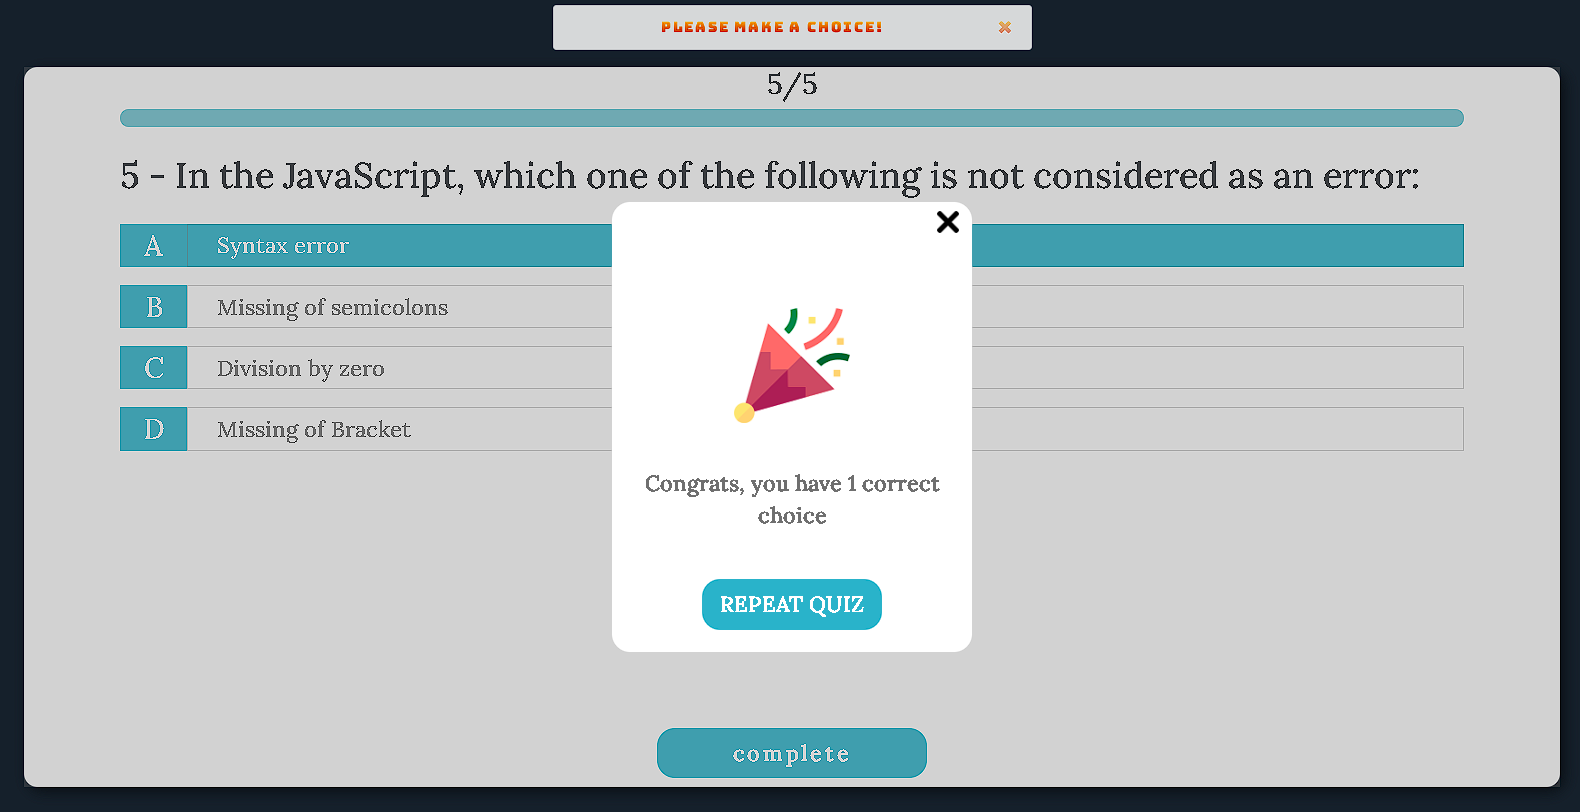 PLEASE MAKE A CHOICE!
5/5
5 - In the JavaScript, which one of the following is not considered as an error:
A Syntax error
B Missing of semicolons
C Division by zero
D Missing of Bracket
Congrats, you have 1 correct
choice
REPEAT QUIZ
complete